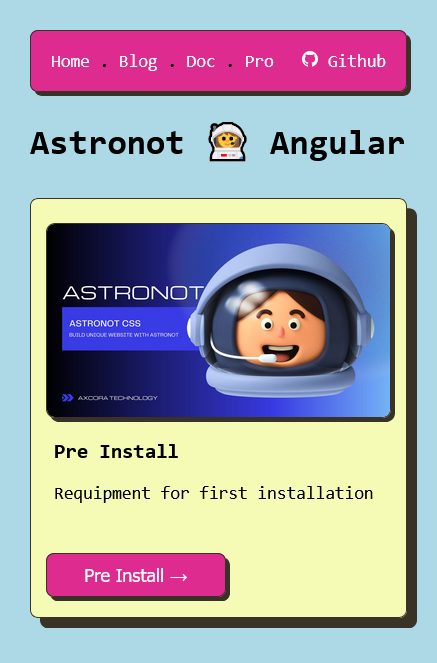 Home . Blog . Doc . Pro Github
Astronot 🧑‍🚀 Angular
ASTRONOT
ASTRONOT CSS
BUILD UNIQUE WEBSITE WITH ASTRONOT
AXCORA TECHNOLOGY
Pre Install
Requipment for first installation
Pre Install →